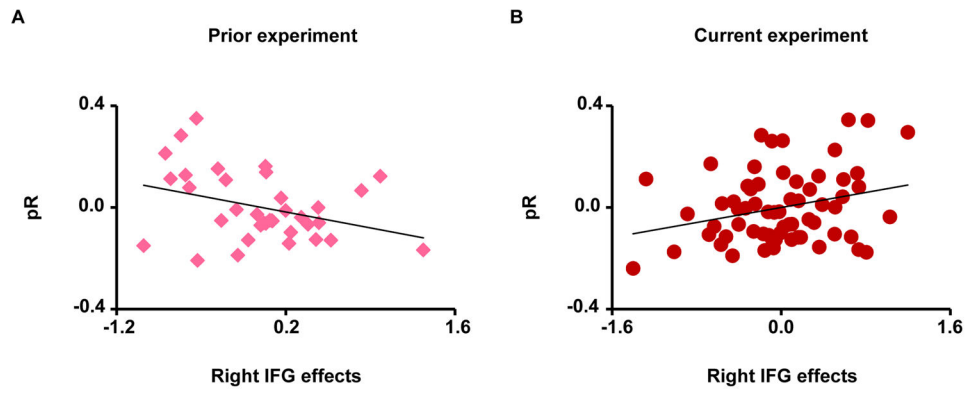 A
Prior experiment
0.4
0.0
-0.4
pR
-1.2
0.2
1.6
Right IFG effects
B
Current experiment
0.4
0.0
-0.4
pR
-1.6
0.0
1.6
Right IFG effects